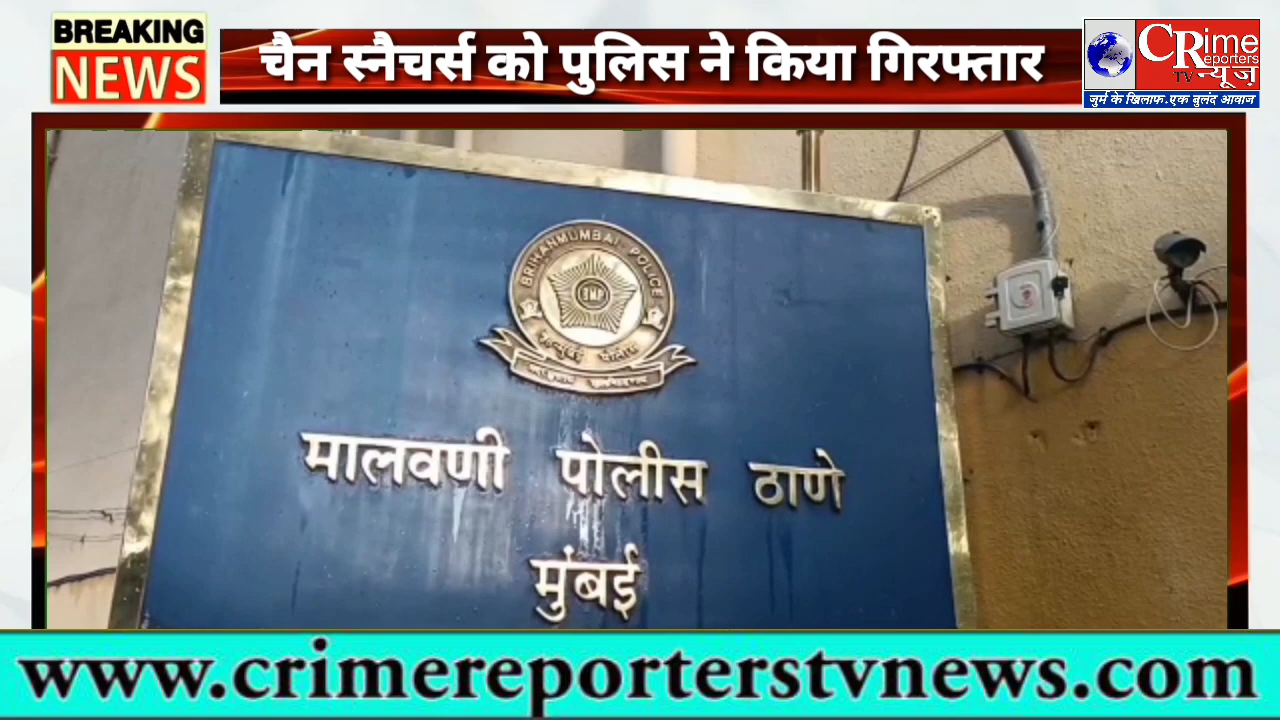 BREAKING
NEWS
चैन स्नैचर्स को पुलिस ने किया गिरफ्तार
CRime
Reporters
TV न्यूज़
जुर्म के खिलाफ.एक बुलंद आवाज
BRIHANMUMBAI POLICE
मालवणी पोलीस ठाणे
मुंबई
www.crimereporterstvnews.com